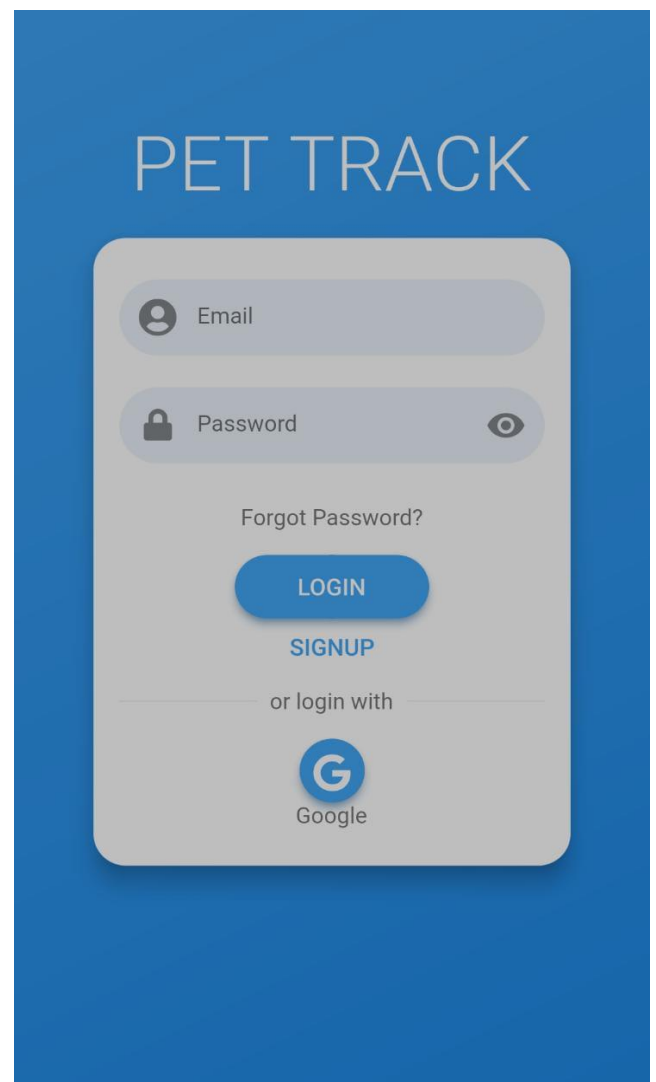 PET TRACK
Email
Password
Forgot Password?
LOGIN
SIGNUP
or login with
G
Google